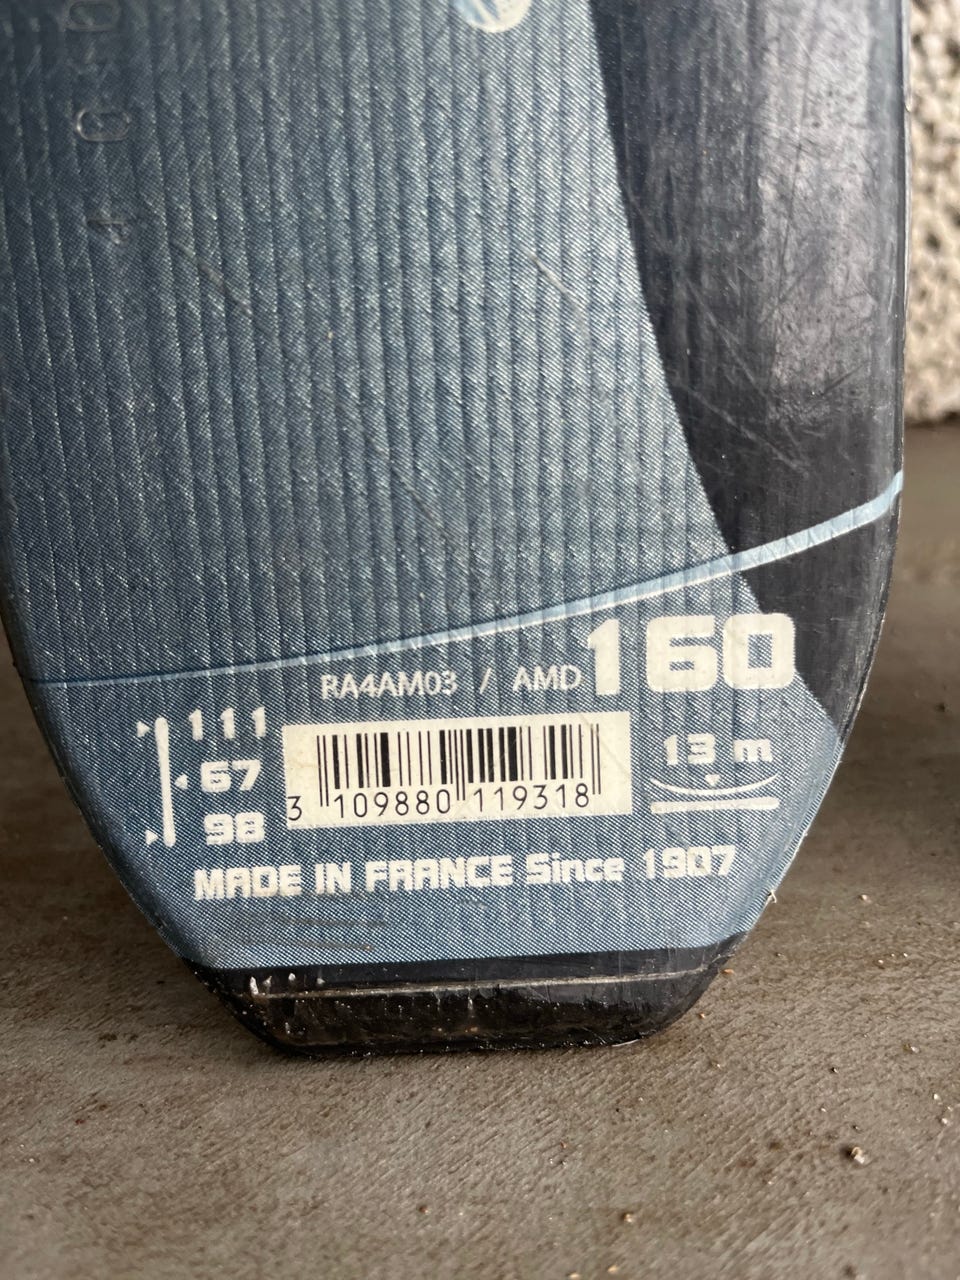 RA4AM03 / AMD 160
111
67
98
3 109880 119318
13 m
MADE IN FRANCE Since 1907